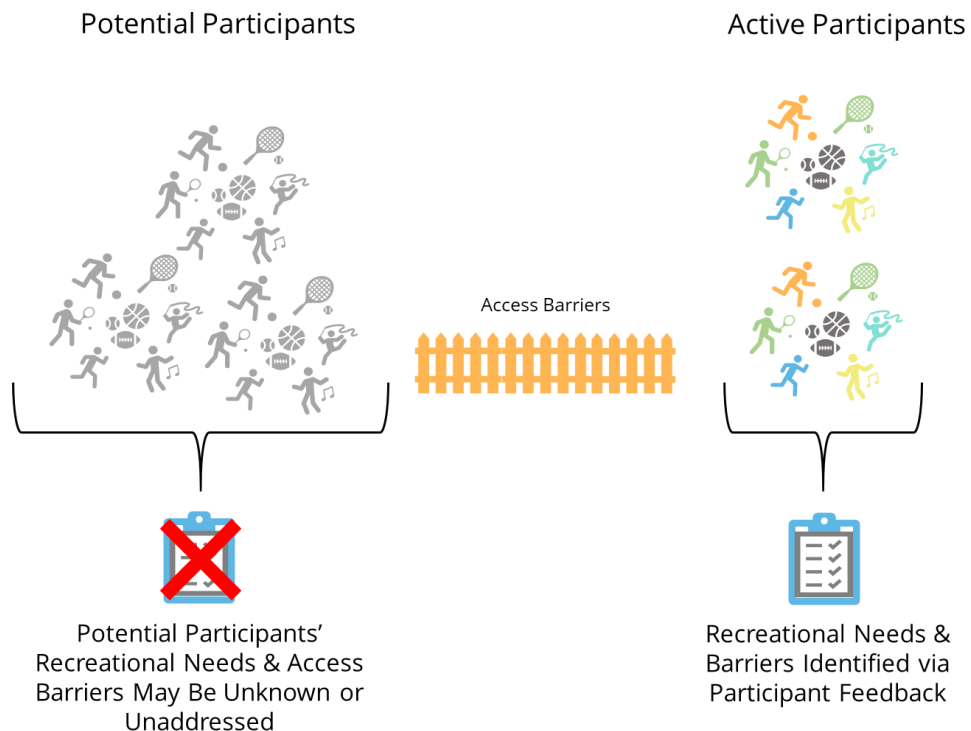 Potential Participants
Active Participants
Access Barriers
Potential Participants’
Recreational Needs & Access
Barriers May Be Unknown or
Unaddressed
Recreational Needs &
Barriers Identified via
Participant Feedback